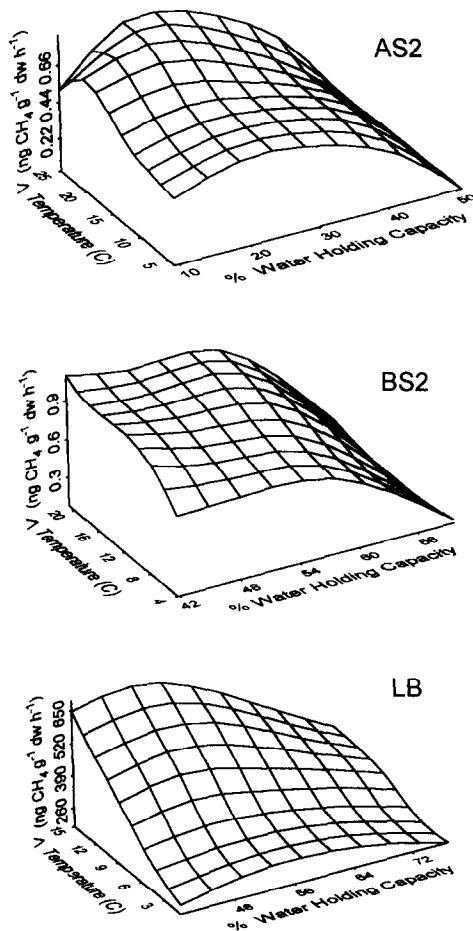 AS2
V (ng CH4 g-1 dw h-1)
0.22 0.44 0.66
25 20 15 10 5
Temperature (C)
10 20 30 40 50
% Water Holding Capacity
BS2
V (ng CH4 g-1 dw h-1)
0.3 0.6 0.9
20 16 12 8 4
Temperature (C)
42 48 54 60 66
% Water Holding Capacity
LB
V (ng CH4 g-1 dw h-1)
260 390 520 650
15 12 9 6 3
Temperature (C)
48 56 64 72
% Water Holding Capacity